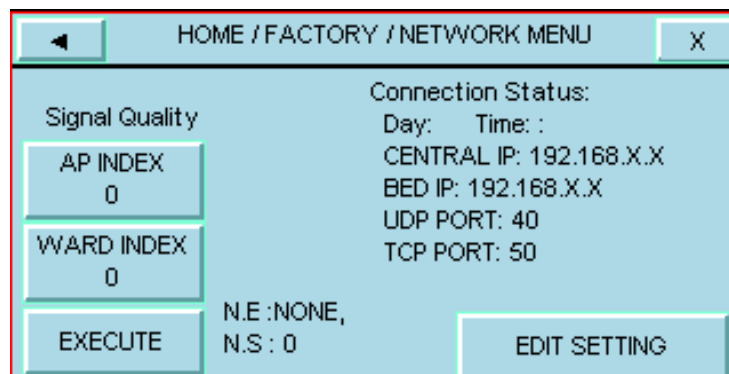 ◄ HOME / FACTORY / NETWORK MENU X
Signal Quality
AP INDEX
0
WARD INDEX
0
EXECUTE
Connection Status:
Day: Time: :
CENTRAL IP: 192.168.X.X
BED IP: 192.168.X.X
UDP PORT: 40
TCP PORT: 50
N.E :NONE,
N.S : 0
EDIT SETTING